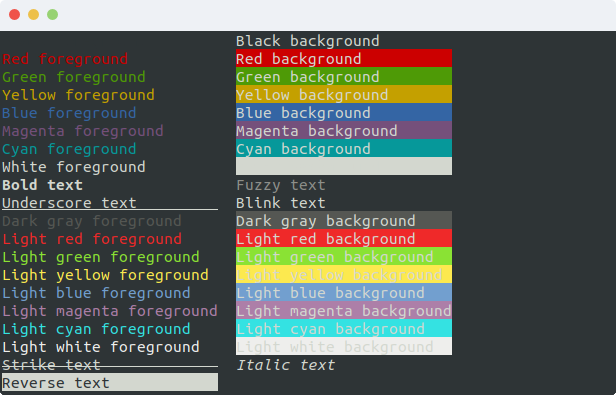 Black background
Red foreground Red background
Green foreground Green background
Yellow foreground Yellow background
Blue foreground Blue background
Magenta foreground Magenta background
Cyan foreground Cyan background
White foreground
Bold text Fuzzy text
Underscore text Blink text
Dark gray foreground Dark gray background
Light red foreground Light red background
Light green foreground Light green background
Light yellow foreground Light yellow background
Light blue foreground Light blue background
Light magenta foreground Light magenta background
Light cyan foreground Light cyan background
Light white foreground Light white background
Strike text Italic text
Reverse text